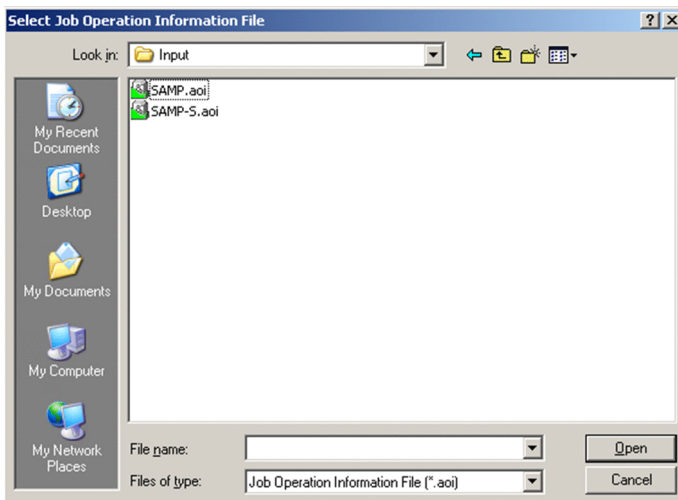 Select Job Operation Information File
Look in: Input
SAMP.aoi
SAMP-S.aoi
My Recent
Documents
Desktop
My Documents
My Computer
My Network
Places
File name:
Open
Files of type: Job Operation Information File (*.aoi)
Cancel